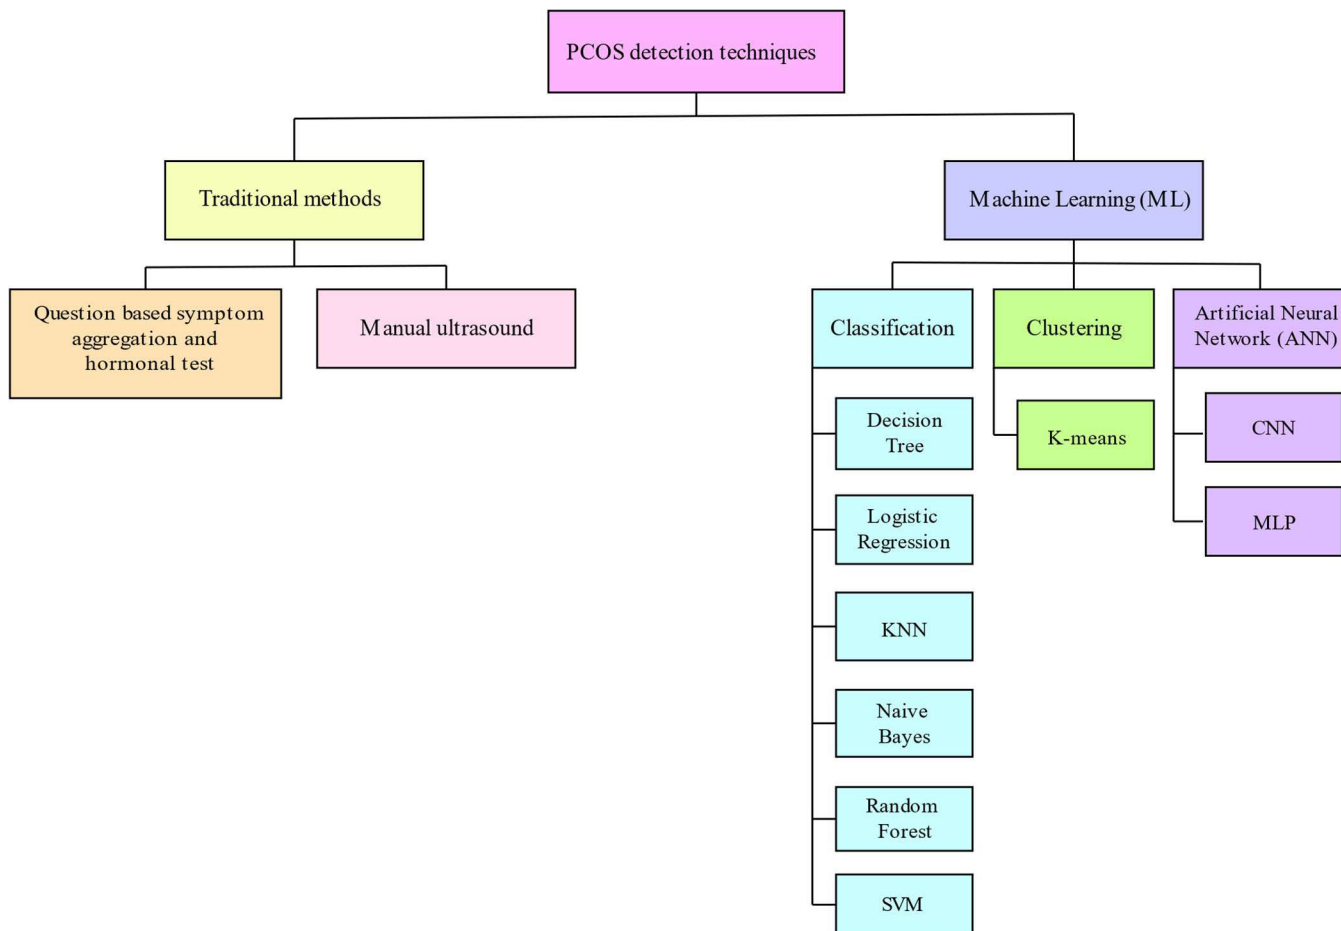 PCOS detection techniques
Traditional methods
Machine Learning (ML)
Question based symptom
aggregation and
hormonal test
Manual ultrasound
Classification
Clustering
Artificial Neural
Network (ANN)
Decision
Tree
Logistic
Regression
KNN
Naive
Bayes
Random
Forest
SVM
K-means
CNN
MLP